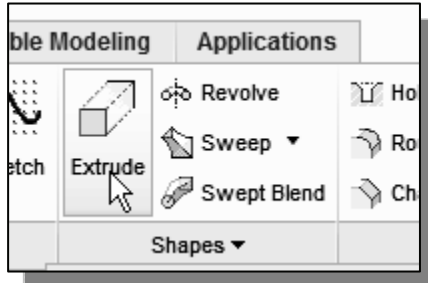 ble Modeling Applications
Revolve Ho
Sweep Ro
etch Extrude
Swept Blend Ch
Shapes